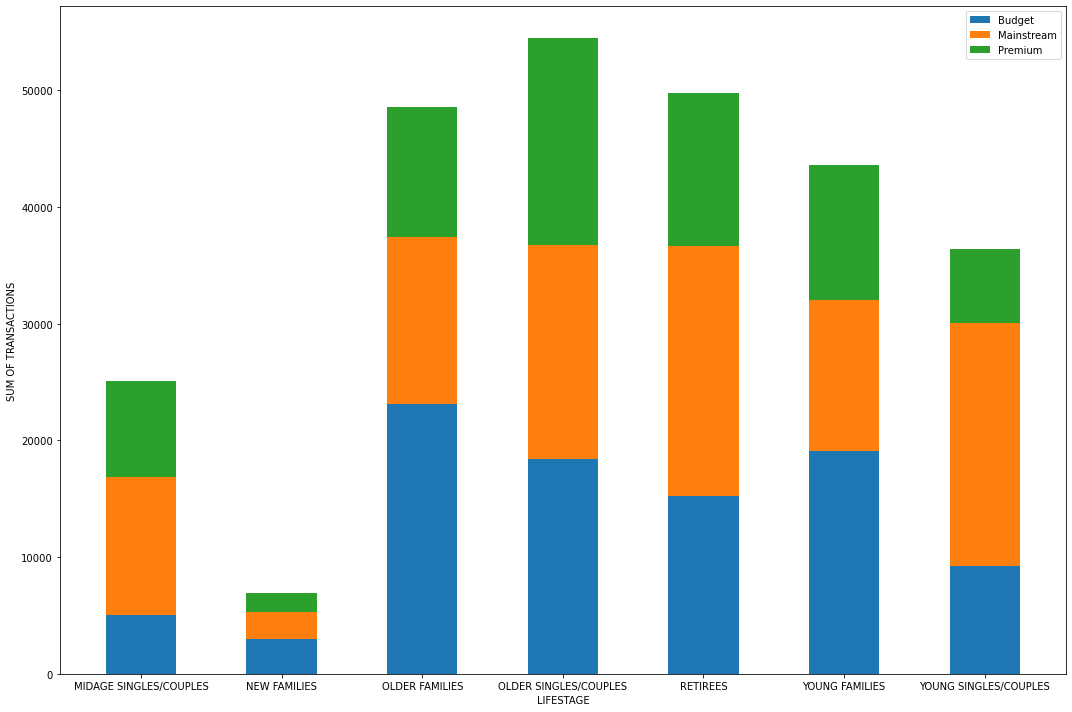 Budget
Mainstream
Premium
50000
40000
30000
20000
10000
0
SUM OF TRANSACTIONS
MIDAGE SINGLES/COUPLES
NEW FAMILIES
OLDER FAMILIES
OLDER SINGLES/COUPLES
RETIREES
YOUNG FAMILIES
YOUNG SINGLES/COUPLES
LIFESTAGE